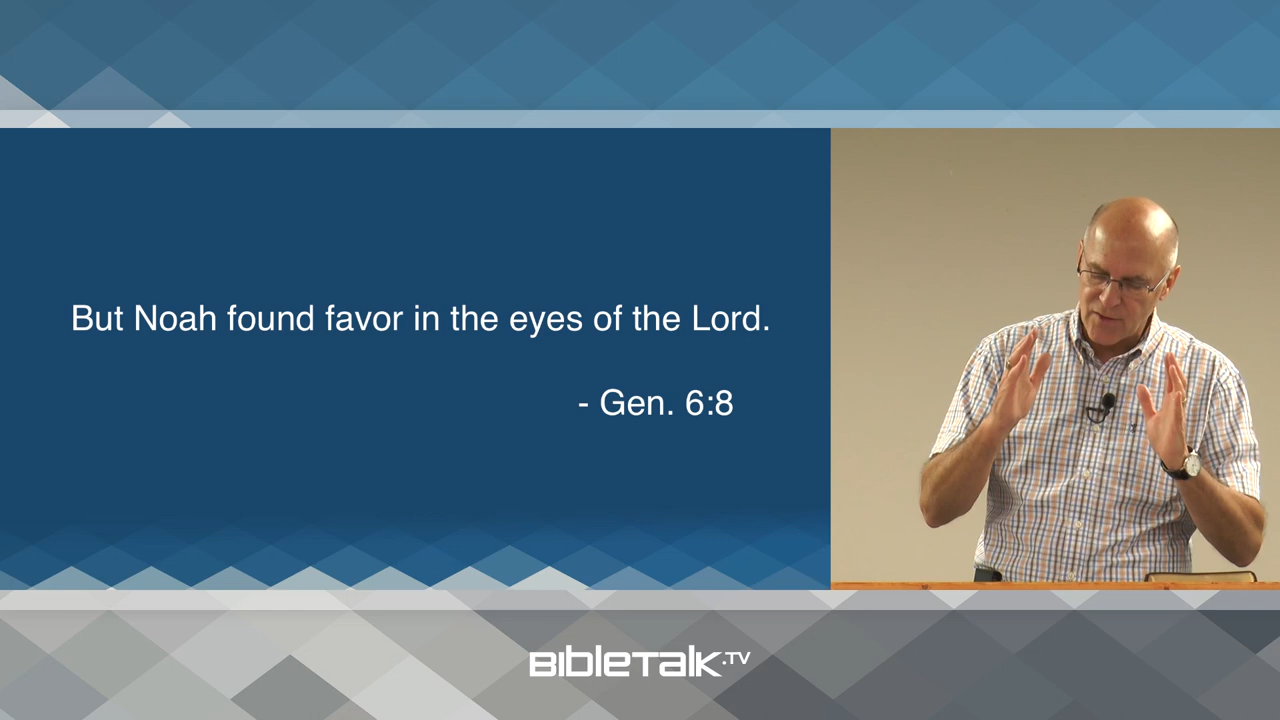 But Noah found favor in the eyes of the Lord.
- Gen. 6:8
BibleTalk.TV